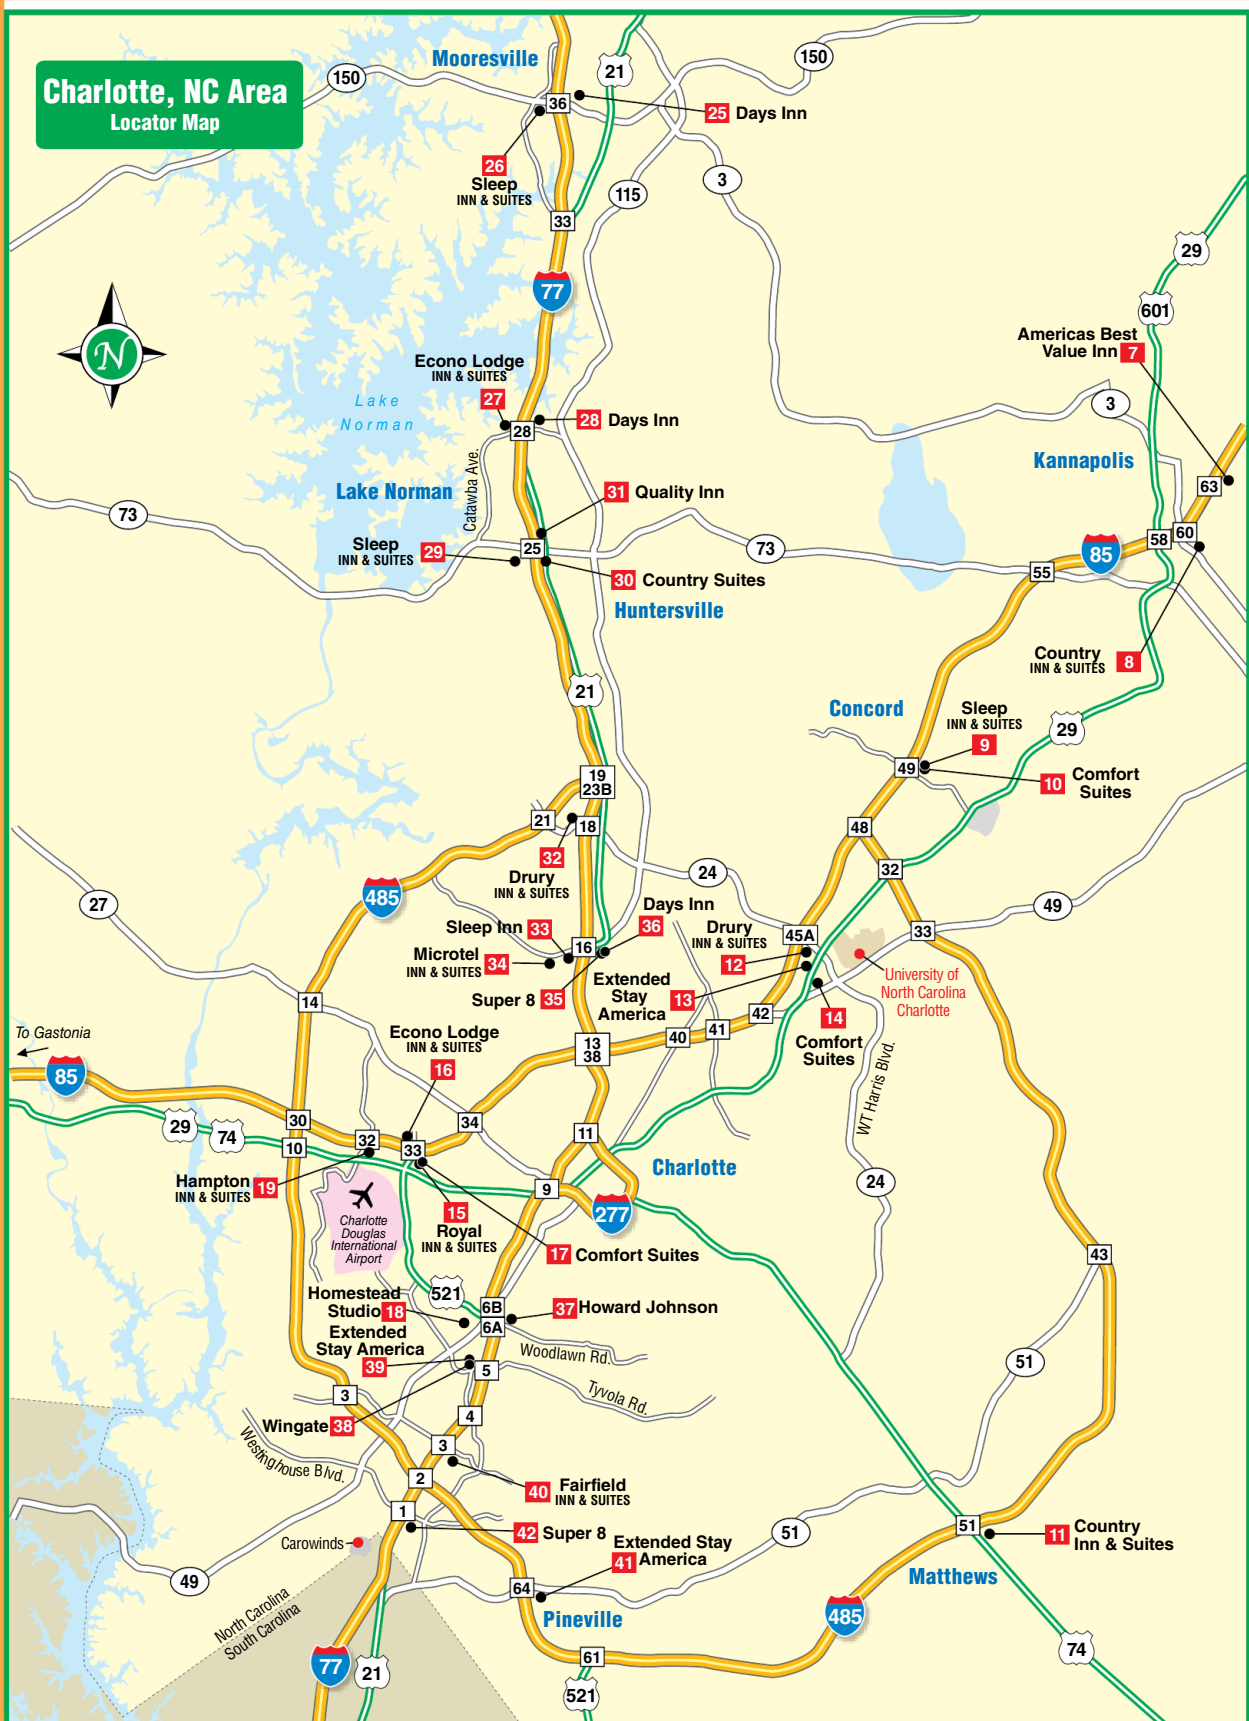 Charlotte, NC Area
Locator Map
Mooresville
150
21
150
36
25 Days Inn
26
Sleep
INN & SUITES
115
3
33
29
77
601
Americas Best
Value Inn 7
N
Econo Lodge
INN & SUITES
27
Lake
Norman
28
28 Days Inn
3
Catawba Ave.
Kannapolis
Lake Norman
31 Quality Inn
63
73
Sleep
INN & SUITES
29
25
73
85
58
60
30 Country Suites
55
Huntersville
Country
INN & SUITES
8
21
Concord
Sleep
INN & SUITES
9
29
49
10
Comfort
Suites
19
23B
21
18
48
32
Drury
INN & SUITES
24
32
485
27
49
Days Inn
36
Sleep Inn 33
Drury
INN & SUITES
12
45A
33
16
Microtel
INN & SUITES
34
University of
North Carolina
Charlotte
Super 8 35
Extended
Stay
America
13
14
42
14
Comfort
Suites
To Gastonia
Econo Lodge
INN & SUITES
16
13
38
40
41
85
WT Harris Blvd.
29
74
30
10
32
33
34
11
Charlotte
Hampton
INN & SUITES
19
9
24
277
Charlotte
Douglas
International
Airport
15
Royal
INN & SUITES
17 Comfort Suites
43
521
Homestead
Studio 18
6B
6A
37 Howard Johnson
Extended
Stay America
39
Woodlawn Rd.
5
51
Tyvola Rd.
3
4
Wingate 38
Westinghouse Blvd.
3
2
40
Fairfield
INN & SUITES
1
42 Super 8
51
51
11
Country
Inn & Suites
Carowinds
Extended Stay
41 America
49
64
Matthews
North Carolina
South Carolina
Pineville
485
77
21
61
74
521